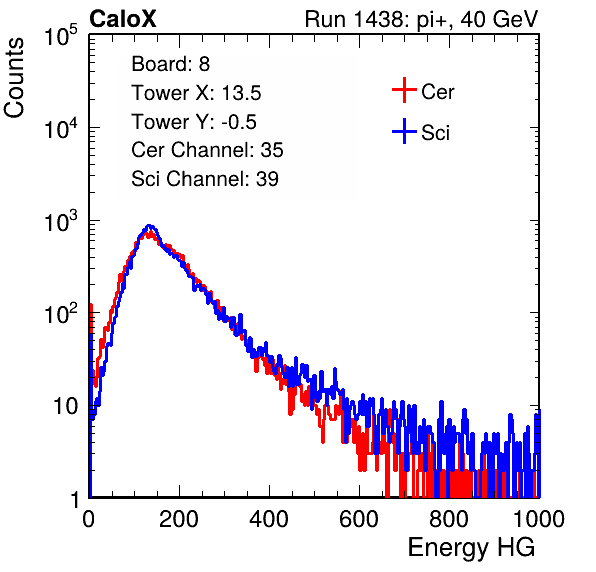 CaloX Run 1438: pi+, 40 GeV
Counts
Board: 8
Tower X: 13.5
Tower Y: -0.5
Cer Channel: 35
Sci Channel: 39
Cer
Sci
10^5
10^4
10^3
10^2
10
1
0 200 400 600 800 1000
Energy HG